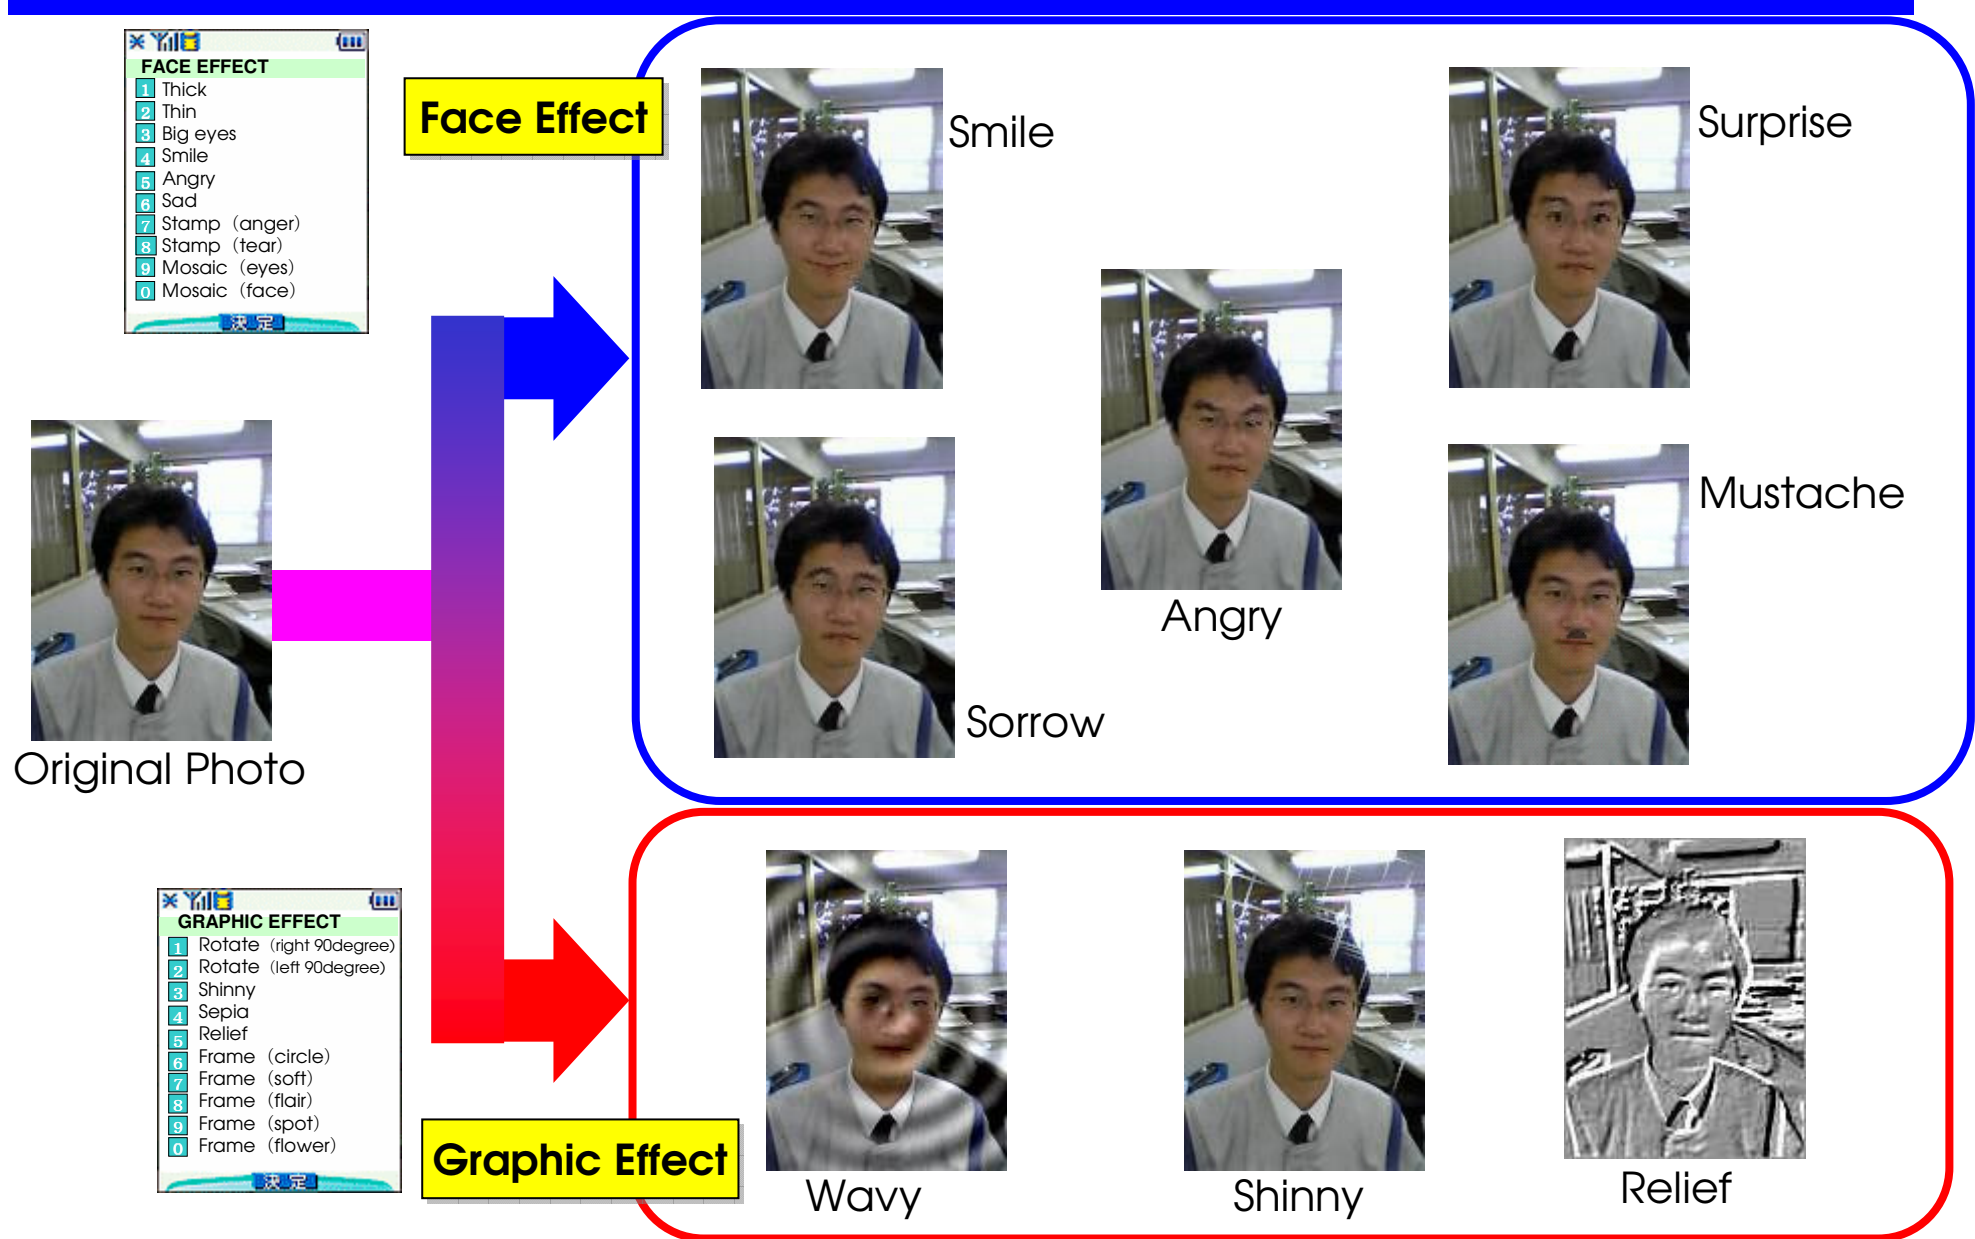 FACE EFFECT
1 Thick
2 Thin
3 Big eyes
4 Smile
5 Angry
6 Sad
7 Stamp（anger）
8 Stamp（tear）
9 Mosaic（eyes）
0 Mosaic（face）
決定
Face Effect
Smile
Surprise
Angry
Mustache
Sorrow
Original Photo
GRAPHIC EFFECT
1 Rotate（right 90degree）
2 Rotate（left 90degree）
3 Shinny
4 Sepia
5 Relief
6 Frame（circle）
7 Frame（soft）
8 Frame（flair）
9 Frame（spot）
0 Frame（flower）
決定
Graphic Effect
Wavy
Shinny
Relief